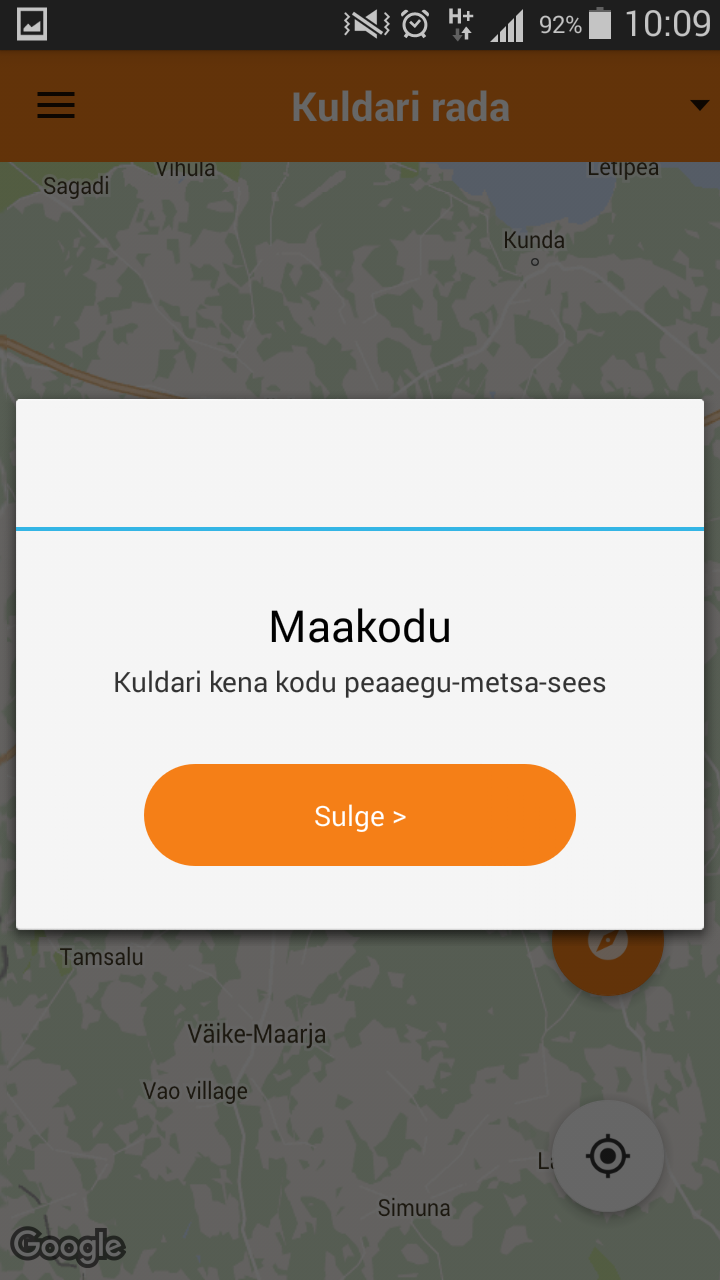 92% 10:09
Kuldari rada
Vihula
Letipea
Sagadi
Kunda
Maakodu
Kuldari kena kodu peaaegu-metsa-sees
Sulge >
Tamsalu
Väike-Maarja
Vao village
Simuna
Google